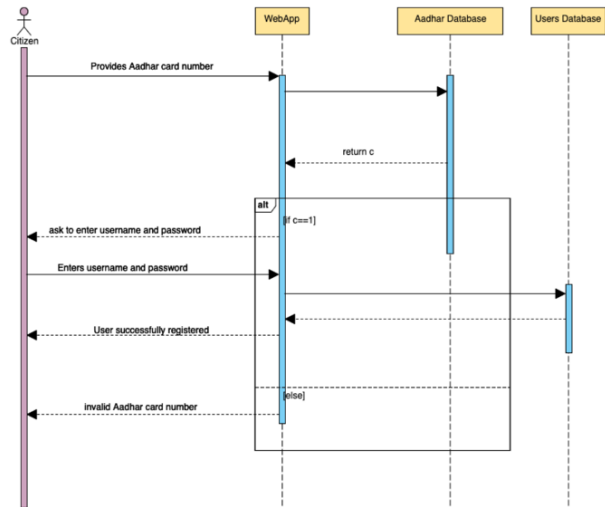 Citizen
WebApp
Aadhar Database
Users Database
Provides Aadhar card number
return c
alt
[if c==1]
ask to enter username and password
Enters username and password
User successfully registered
[else]
invalid Aadhar card number